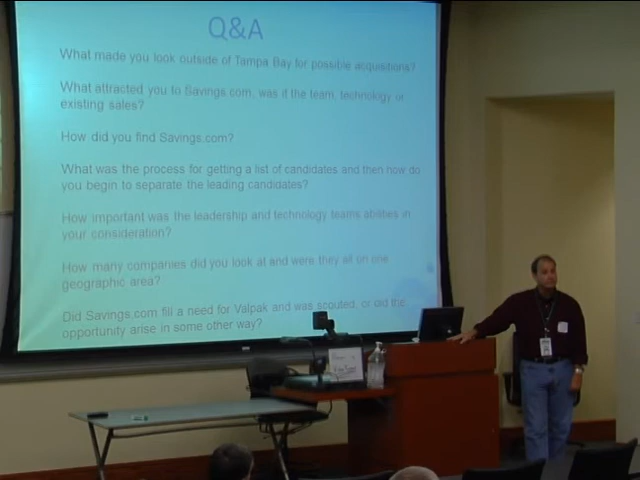 Q&A
What made you look outside of Tampa Bay for possible acquisitions?
What attracted you to Savings.com, was it the team, technology or
existing sales?
How did you find Savings.com?
What was the process for getting a list of candidates and then how do
you begin to separate the leading candidates?
How important was the leadership and technology teams abilities in
your consideration?
How many companies did you look at and were they all on one
geographic area?
Did Savings.com fill a need for Valpak and was scouted, or did the
opportunity arise in some other way?